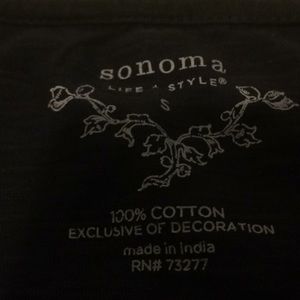 sonoma
LIFE + STYLE®
S
100% COTTON
EXCLUSIVE OF DECORATION
made in india
RN# 73277